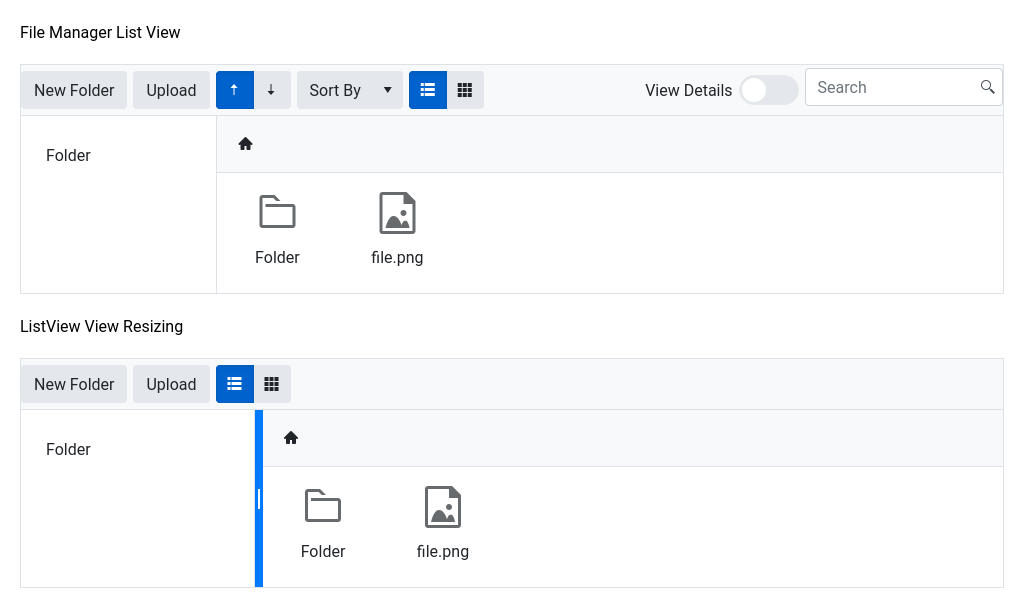 File Manager List View
New Folder Upload Sort By View Details Search
Folder
Folder file.png
ListView View Resizing
New Folder Upload
Folder
Folder file.png